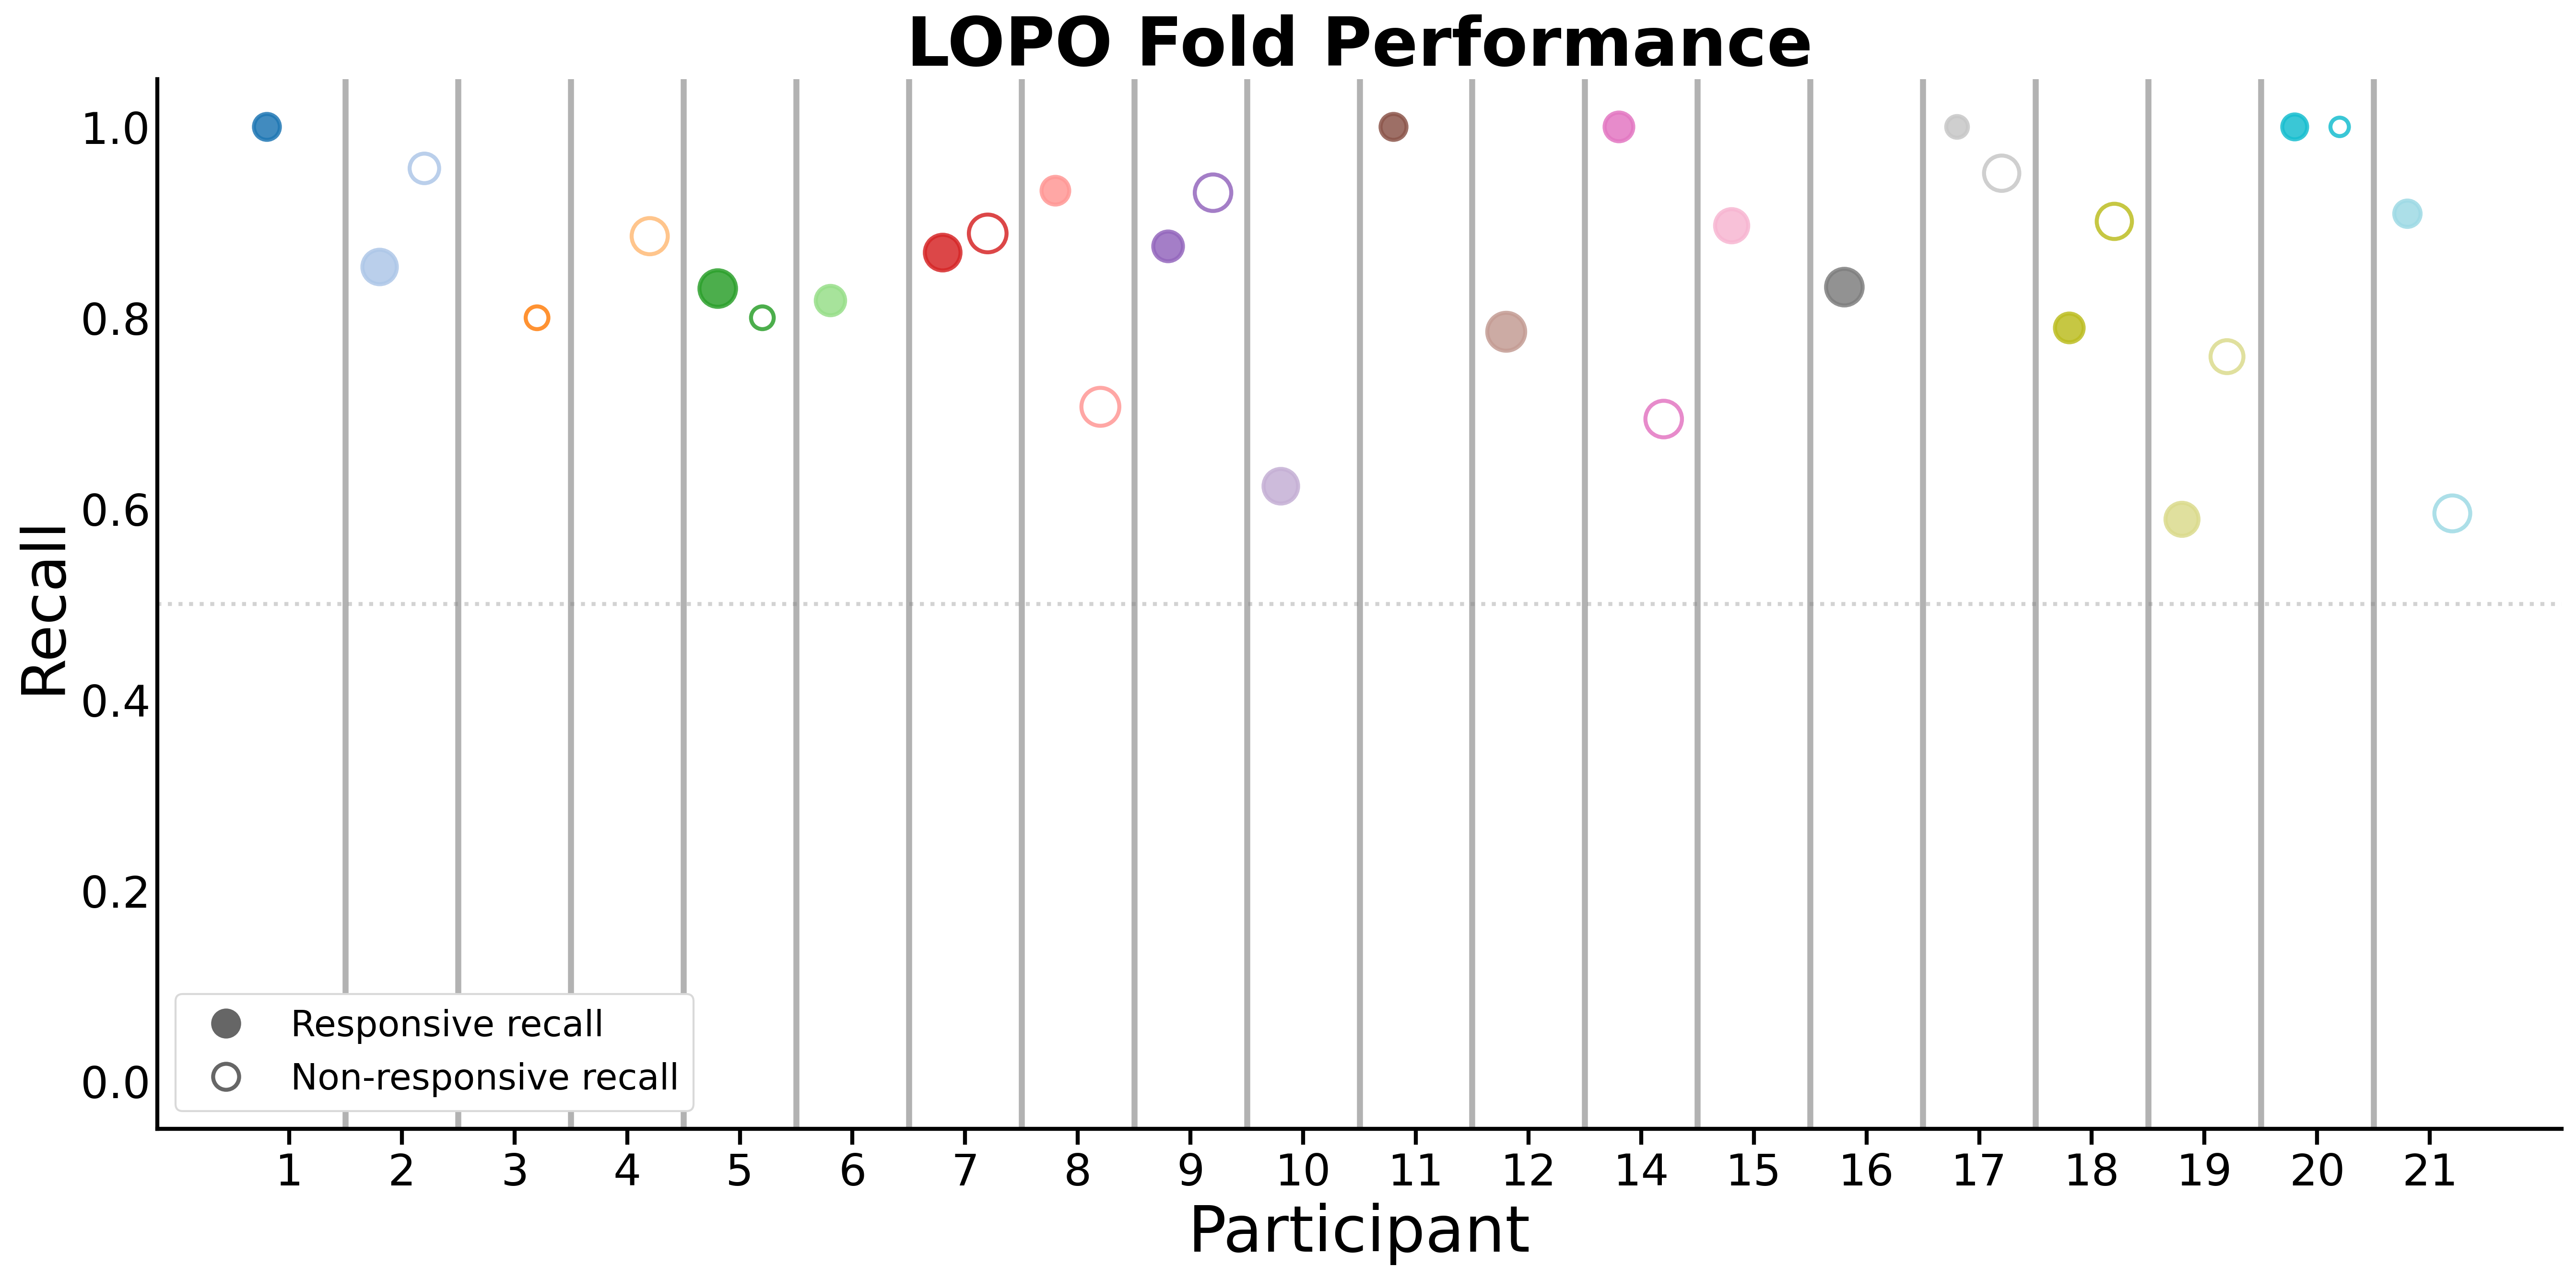 LOPO Fold Performance
1.0
0.8
0.6
0.4
0.2
0.0
Recall
Responsive recall
Non-responsive recall
1 2 3 4 5 6 7 8 9 10 11 12 14 15 16 17 18 19 20 21
Participant